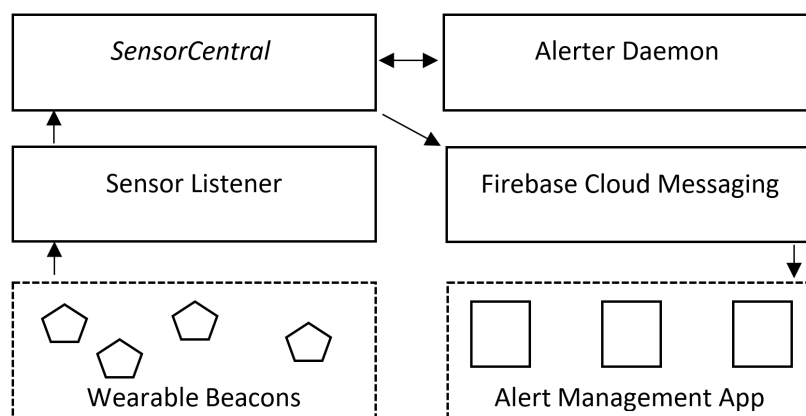 SensorCentral
Alerter Daemon
Sensor Listener
Firebase Cloud Messaging
Wearable Beacons
Alert Management App